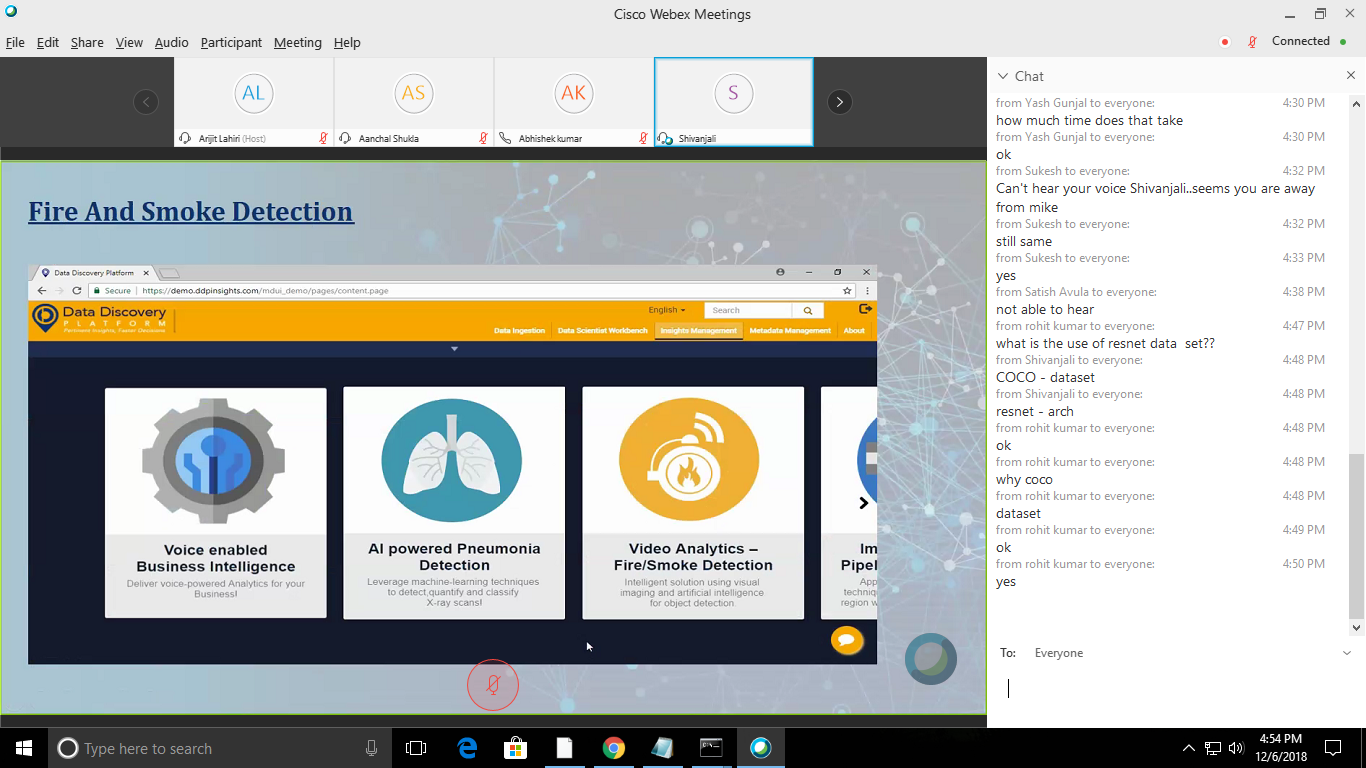 Cisco Webex Meetings
File Edit Share View Audio Participant Meeting Help
Connected
AL
AS
AK
S
Arijit Lahiri (Host)
Aanchal Shukla
Abhishek kumar
Shivanjali
Fire And Smoke Detection
Data Discovery Platform
Secure https://demo.ddpinsights.com/mdui_demo/pages/content.page
Data Discovery
PLATFORM
Pertinent Insights, Faster Decisions
English
Search
Data Ingestion Data Scientist Workbench Insights Management Metadata Management About
Voice enabled
Business Intelligence
Deliver voice-powered Analytics for your
Business!
AI powered Pneumonia
Detection
Leverage machine-learning techniques
to detect,quantify and classify
X-ray scans!
Video Analytics –
Fire/Smoke Detection
Intelligent solution using visual
imaging and artificial intelligence
for object detection
Im
Pipel
App
techniq
region w
Chat
from Yash Gunjal to everyone: 4:30 PM
how much time does that take
from Yash Gunjal to everyone: 4:30 PM
ok
from Sukesh to everyone: 4:32 PM
Can't hear your voice Shivanjali..seems you are away
from mike
from Sukesh to everyone: 4:32 PM
still same
from Sukesh to everyone: 4:33 PM
yes
from Satish Avula to everyone: 4:38 PM
not able to hear
from rohit kumar to everyone: 4:47 PM
what is the use of resnet data set??
from Shivanjali to everyone: 4:48 PM
COCO - dataset
from Shivanjali to everyone: 4:48 PM
resnet - arch
from rohit kumar to everyone: 4:48 PM
ok
from rohit kumar to everyone: 4:48 PM
why coco
from rohit kumar to everyone: 4:48 PM
dataset
from rohit kumar to everyone: 4:49 PM
ok
from rohit kumar to everyone: 4:50 PM
yes
To: Everyone
Type here to search
4:54 PM
12/6/2018